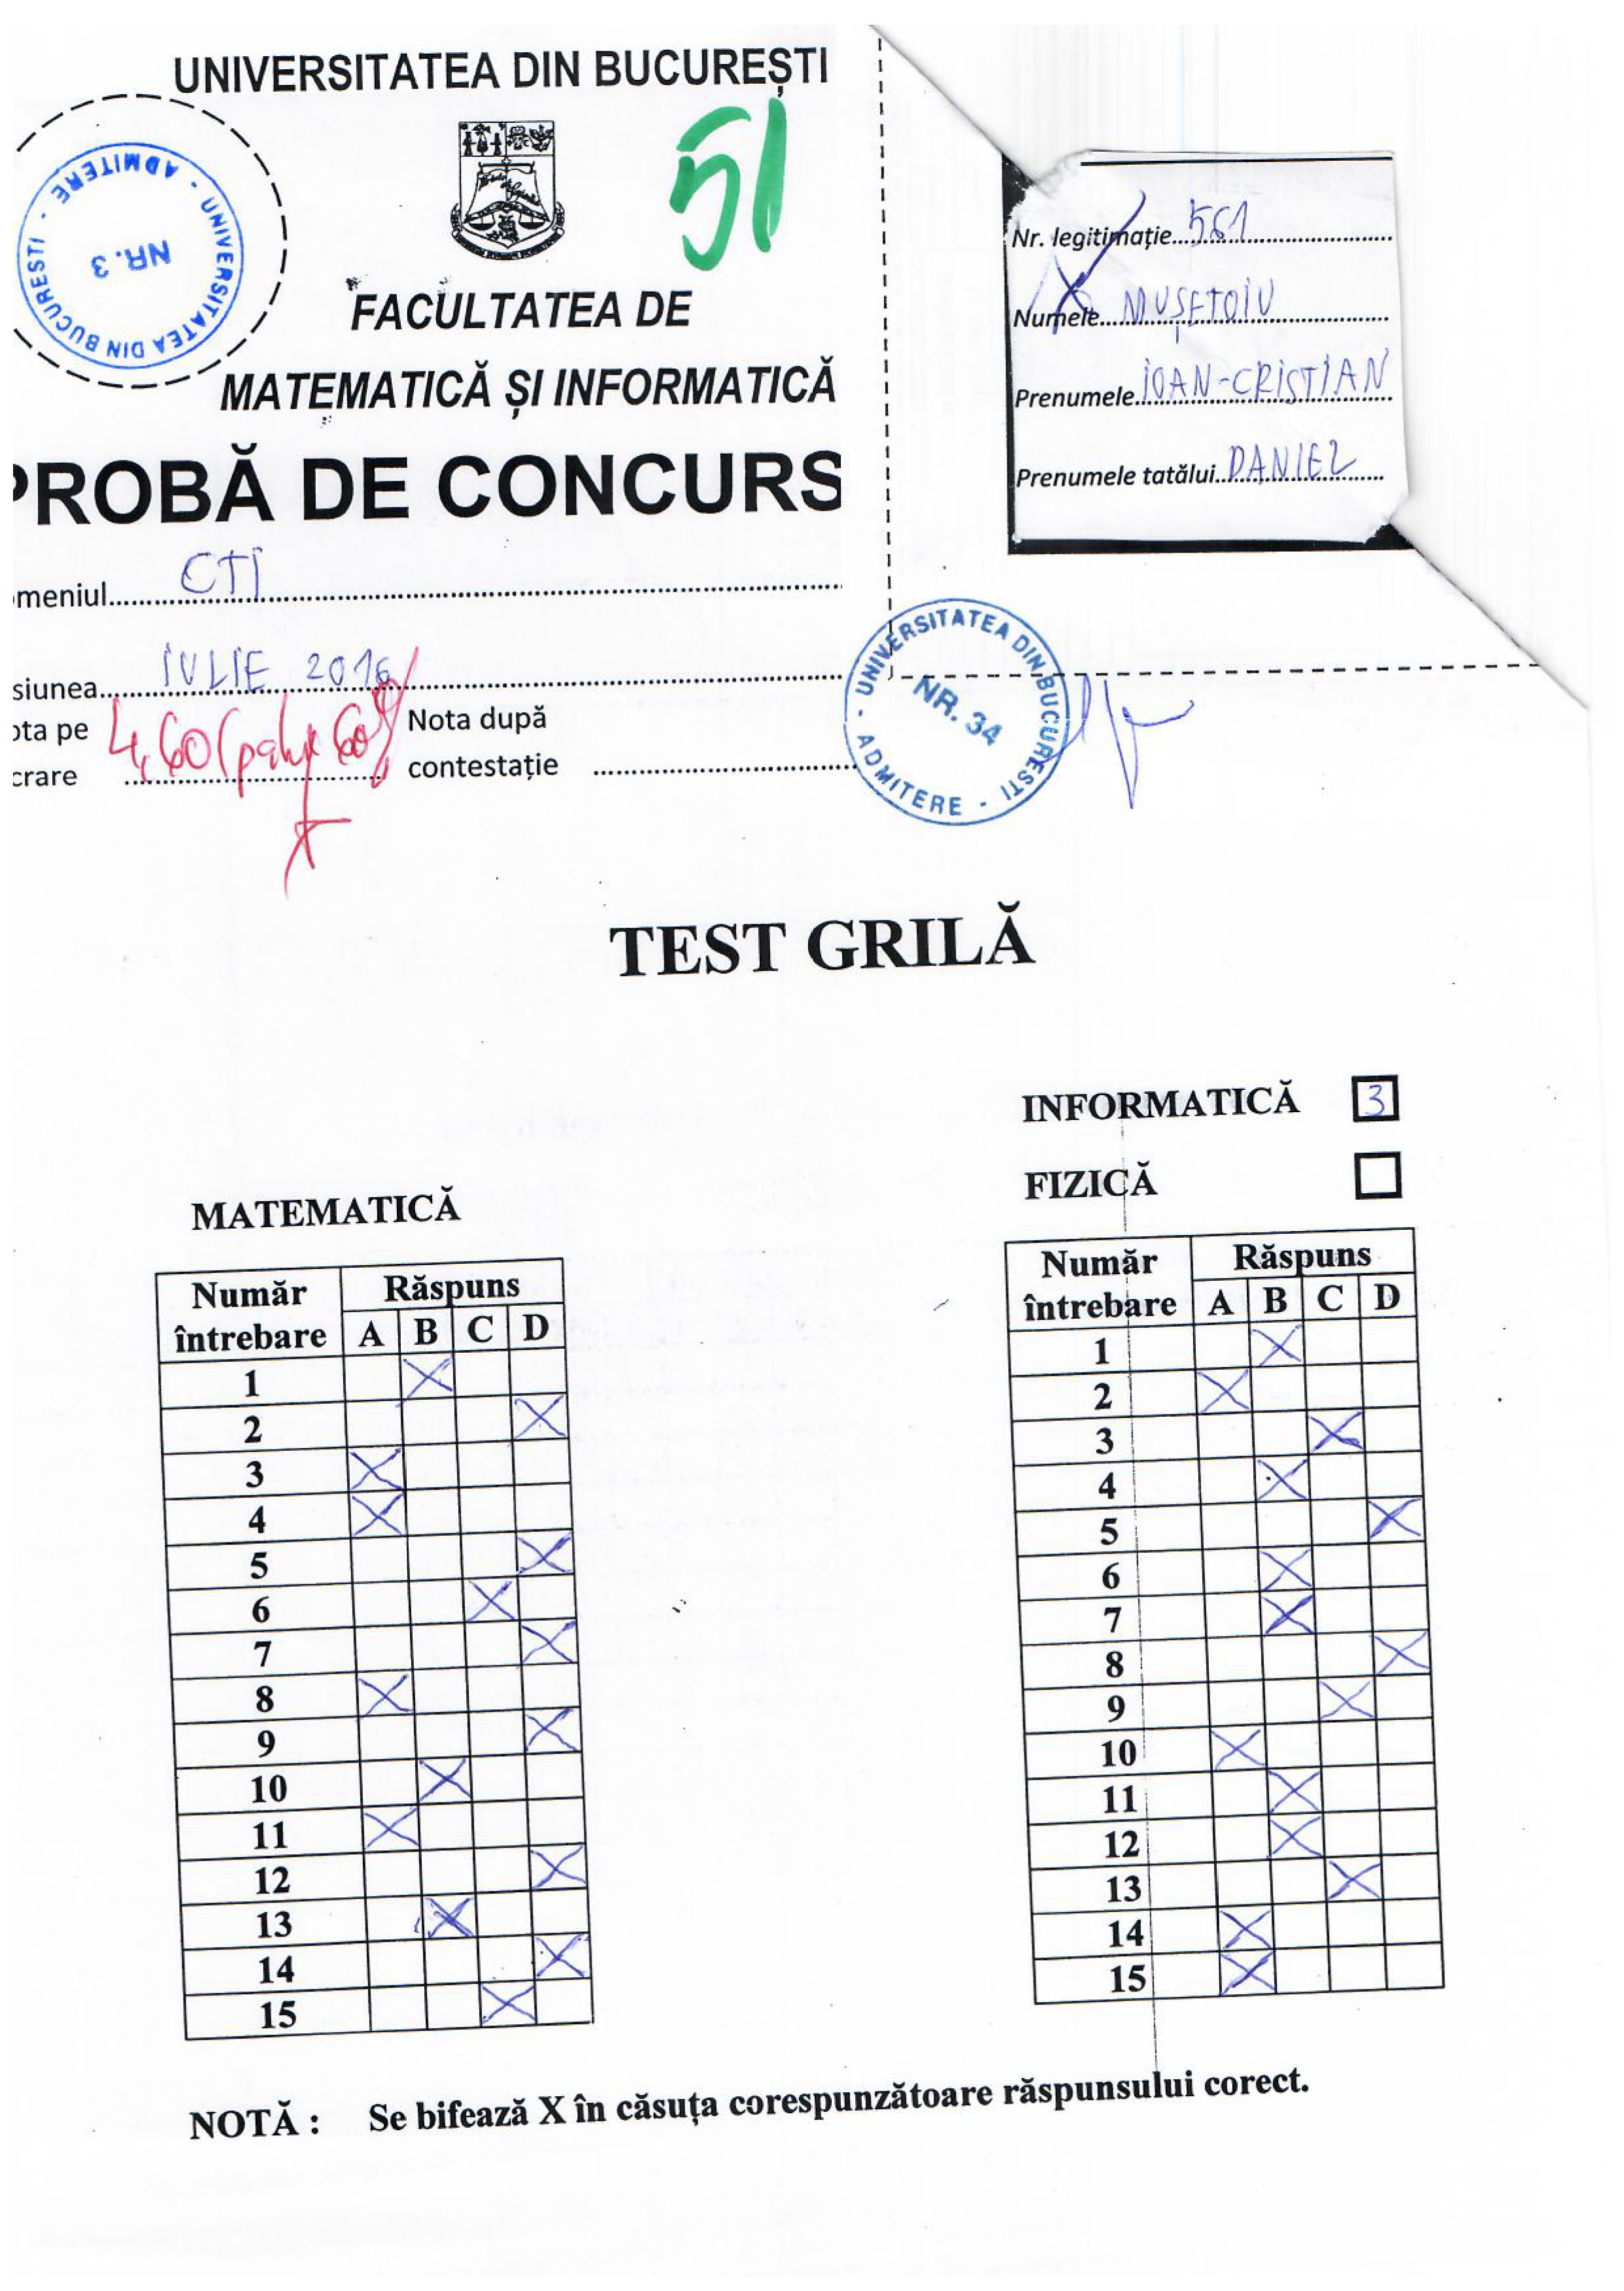 UNIVERSITATEA DIN BUCUREȘTI
51
UNIVERSITATEA DIN BUCURESTI - ADMITERE -
NR. 3
FACULTATEA DE
MATEMATICĂ ȘI INFORMATICĂ
PROBĂ DE CONCURS
meniul CTI
siunea IULIE 2016
ota pe
crare
4,60 (patru 60%)
Nota după
contestație
Nr. legitimație 561
Numele MUȘETOIU
Prenumele IOAN-CRISTIAN
Prenumele tatălui DANIEL
UNIVERSITATEA DIN BUCURESTI - ADMITERE -
NR. 34
TEST GRILĂ
INFORMATICĂ 3
FIZICĂ
MATEMATICĂ
Număr întrebare Răspuns
A B C D
1 X
2 X
3 X
4 X
5 X
6 X
7 X
8 X
9 X
10 X
11 X
12 X
13 X
14 X
15 X
Număr întrebare Răspuns
A B C D
1 X
2 X
3 X
4 X
5 X
6 X
7 X
8 X
9 X
10 X
11 X
12 X
13 X
14 X
15 X
NOTĂ : Se bifează X în căsuța corespunzătoare răspunsului corect.